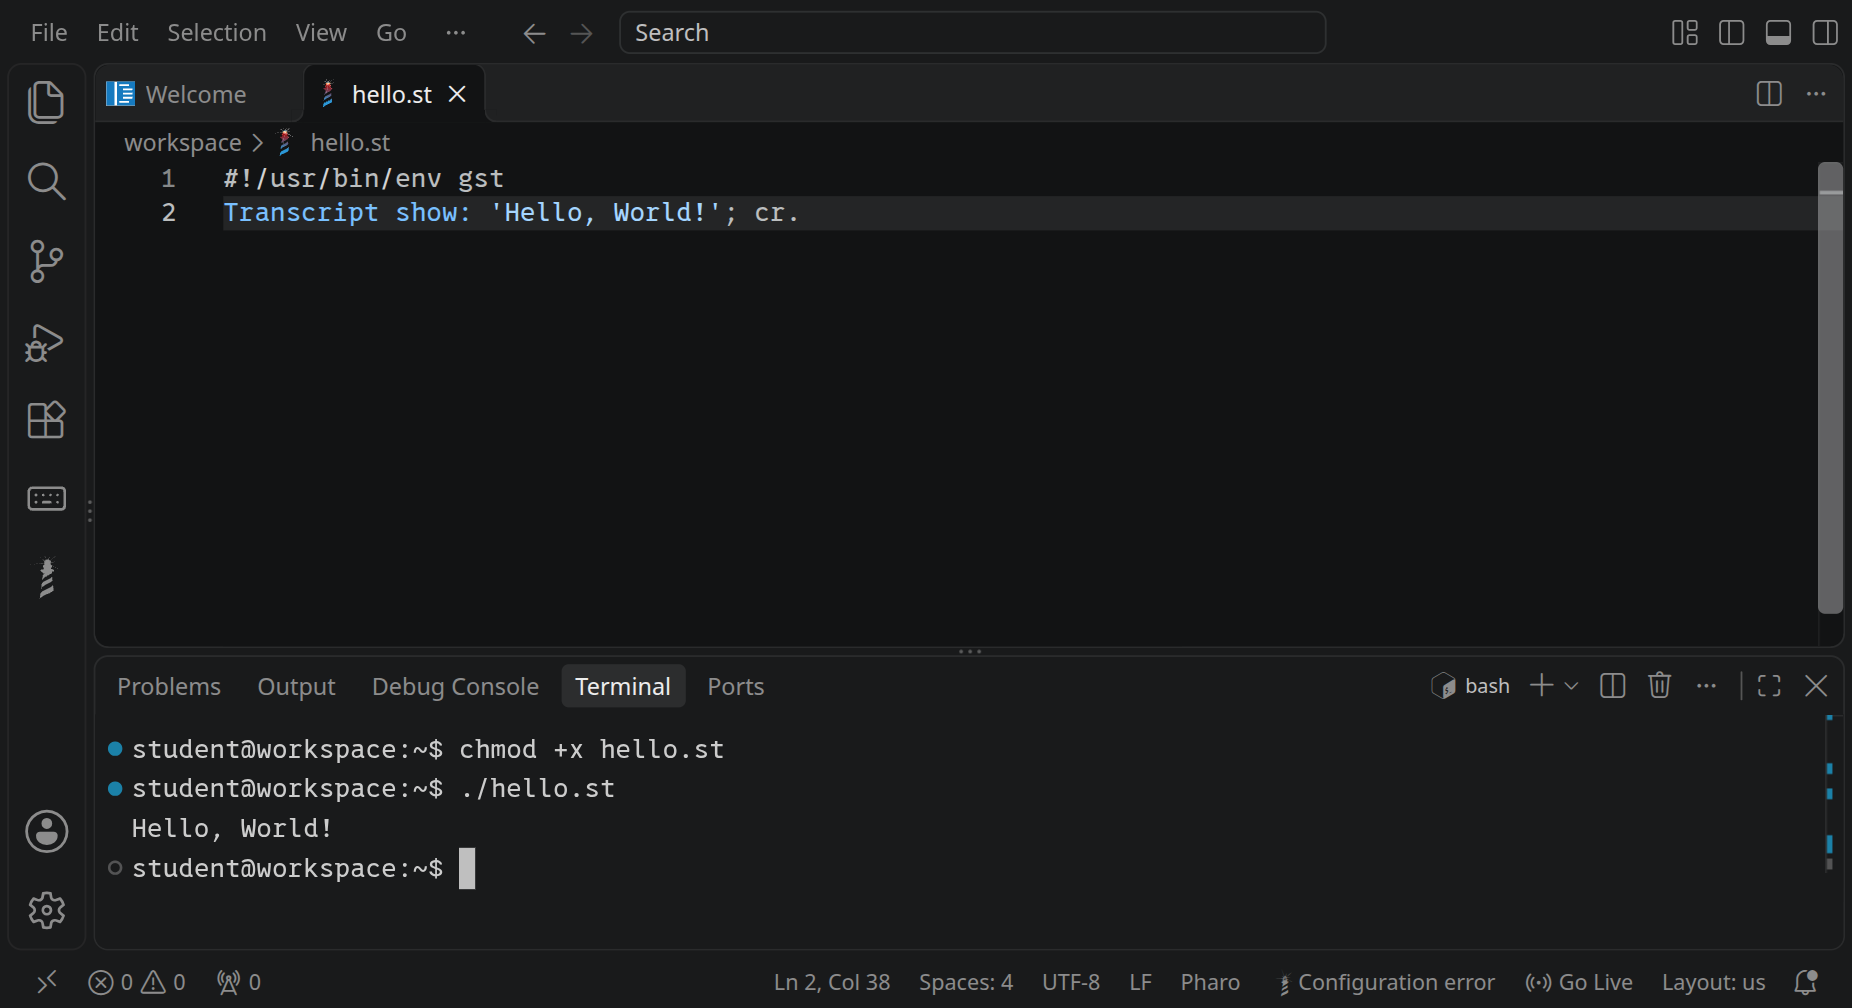 File Edit Selection View Go ··· Search
Welcome hello.st
workspace > hello.st
1 #!/usr/bin/env gst
2 Transcript show: 'Hello, World!'; cr.
Problems Output Debug Console Terminal Ports bash
student@workspace:~$ chmod +x hello.st
student@workspace:~$ ./hello.st
Hello, World!
student@workspace:~$
0 0 0 Ln 2, Col 38 Spaces: 4 UTF-8 LF Pharo Configuration error Go Live Layout: us